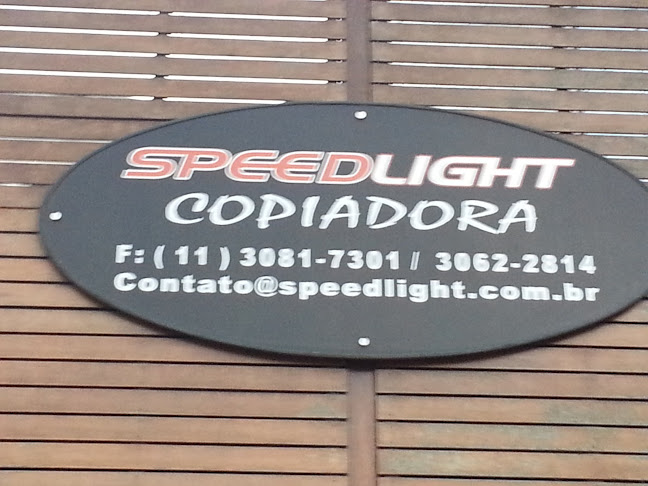 SPEEDLIGHT
COPIADORA
F: ( 11 ) 3081-7301 / 3062-2814
Contato@speedlight.com.br